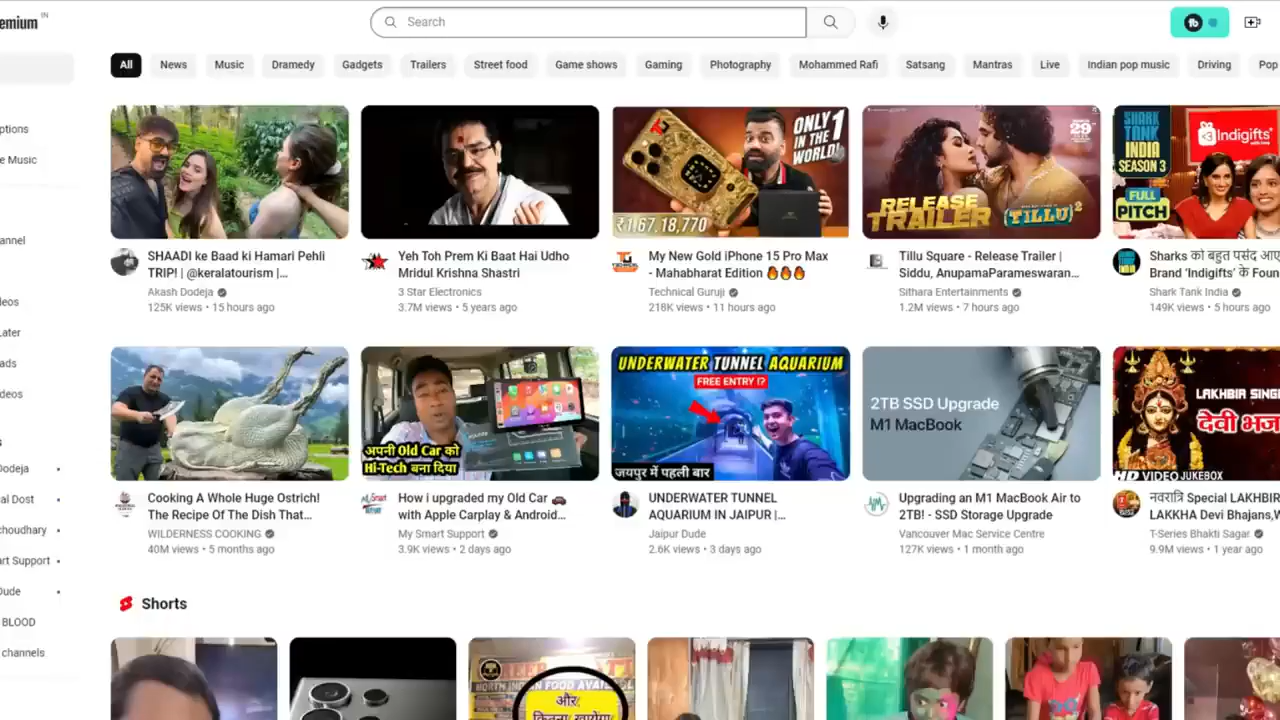 emium IN
Search
All
News
Music
Dramedy
Gadgets
Trailers
Street food
Game shows
Gaming
Photography
Mohammed Rafi
Satsang
Mantras
Live
Indian pop music
Driving
Pop
ptions
e Music
annel
eos
ater
ads
deos
s
Dodeja
al Dost
choudhary
art Support
Dude
BLOOD
channels
SHAADI ke Baad ki Hamari Pehli
TRIP! | @keralatourism |...
Akash Dodeja
125K views • 15 hours ago
Yeh Toh Prem Ki Baat Hai Udho
Mridul Krishna Shastri
3 Star Electronics
3.7M views • 5 years ago
ONLY 1
IN THE
WORLD!
₹1,67,18,770
My New Gold iPhone 15 Pro Max
- Mahabharat Edition 🔥🔥🔥
Technical Guruji
218K views • 11 hours ago
29
RELEASE
TRAILER
TILLU 2
Tillu Square - Release Trailer |
Siddu, AnupamaParameswaran...
Sithara Entertainments
1.2M views • 7 hours ago
SHARK
TANK
INDIA
SEASON 3
FULL
PITCH
Indigifts
Sharks को बहुत पसंद आए
Brand 'Indigifts' के Foun
Shark Tank India
149K views • 5 hours ago
Cooking A Whole Huge Ostrich!
The Recipe Of The Dish That...
WILDERNESS COOKING
40M views • 5 months ago
अपनी Old Car को
Hi-Tech बना दिया
How i upgraded my Old Car 🚗
with Apple Carplay & Android...
My Smart Support
3.9K views • 2 days ago
UNDERWATER TUNNEL AQUARIUM
FREE ENTRY !?
जयपुर में पहली बार
UNDERWATER TUNNEL
AQUARIUM IN JAIPUR |...
Jaipur Dude
2.6K views • 3 days ago
2TB SSD Upgrade
M1 MacBook
Upgrading an M1 MacBook Air to
2TB! - SSD Storage Upgrade
Vancouver Mac Service Centre
127K views • 1 month ago
LAKHBIR SING
देवी भज
HD VIDEO JUKEBOX
नवरात्रि Special LAKHBIR
LAKKHA Devi Bhajans,W
T-Series Bhakti Sagar
9.9M views • 1 year ago
Shorts
NORTH INDIAN FOOD AVAIL
और